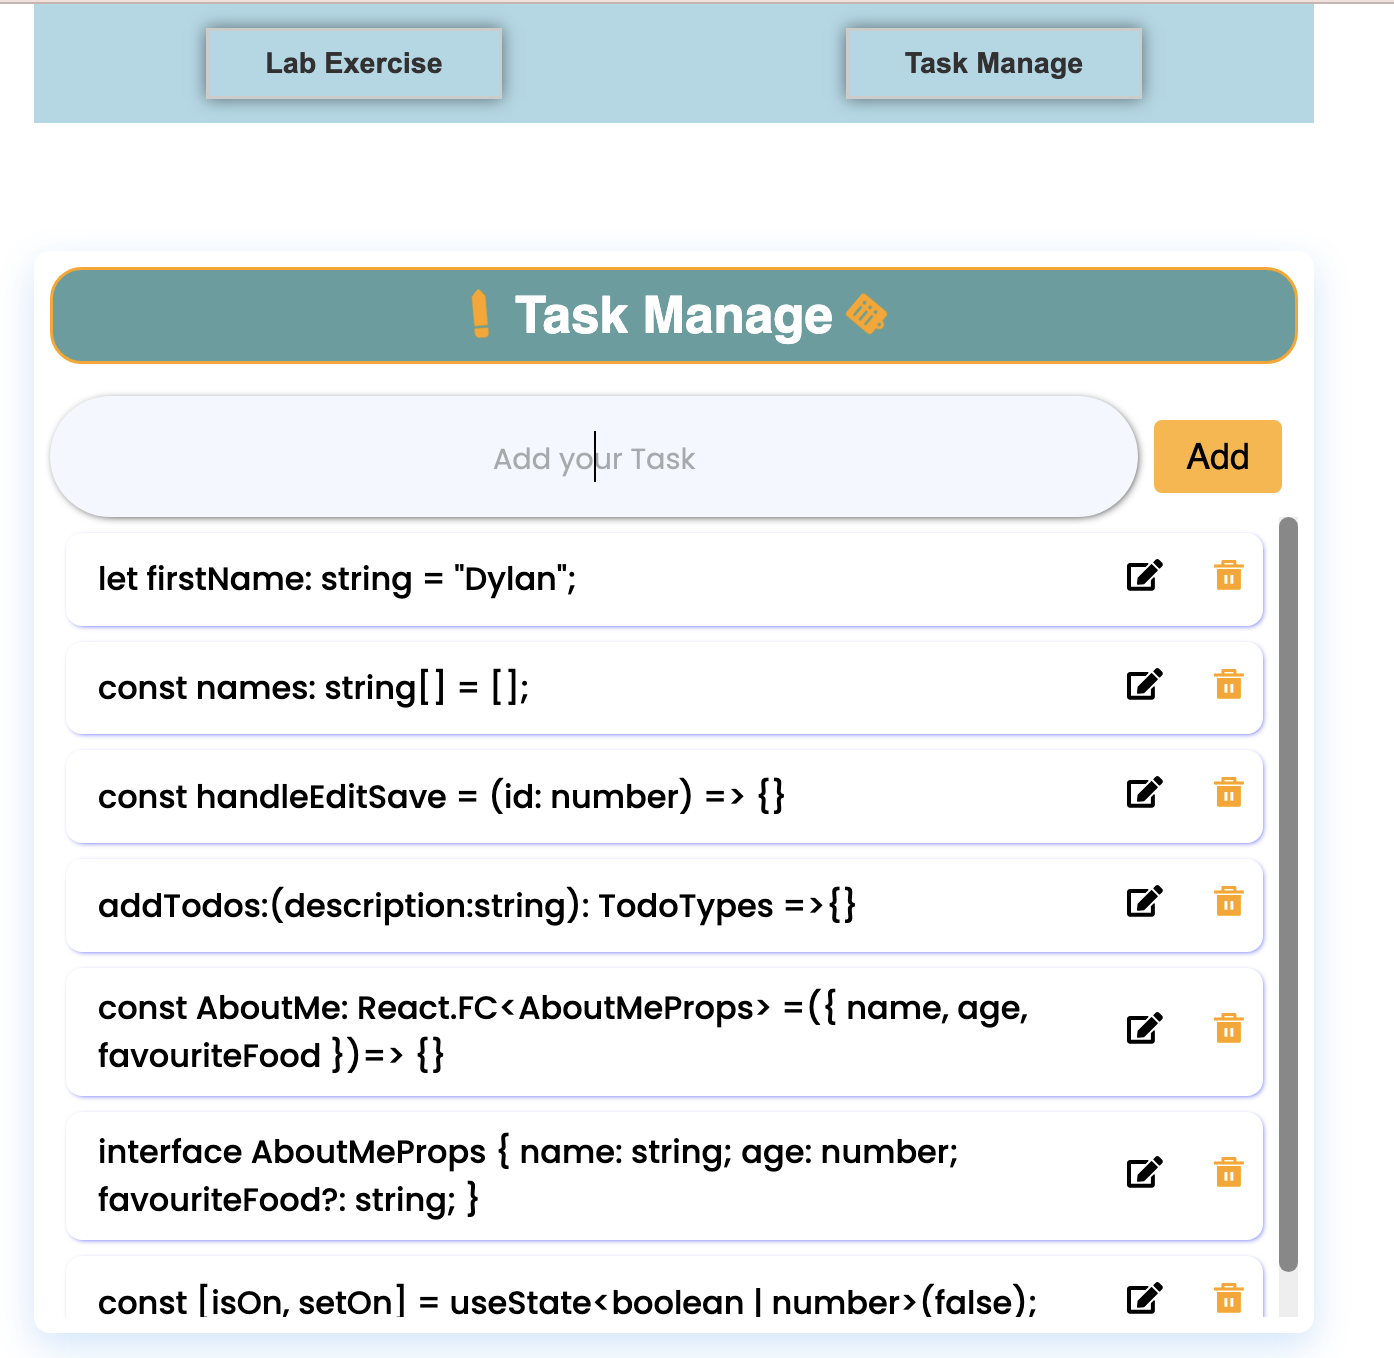 Lab Exercise
Task Manage
Task Manage
Add your Task
Add
let firstName: string = "Dylan";
const names: string[] = [];
const handleEditSave = (id: number) => {}
addTodos:(description:string): TodoTypes =>{}
const AboutMe: React.FC<AboutMeProps> =({ name, age,
favouriteFood })=> {}
interface AboutMeProps { name: string; age: number;
favouriteFood?: string; }
const [isOn, setOn] = useState<boolean | number>(false);